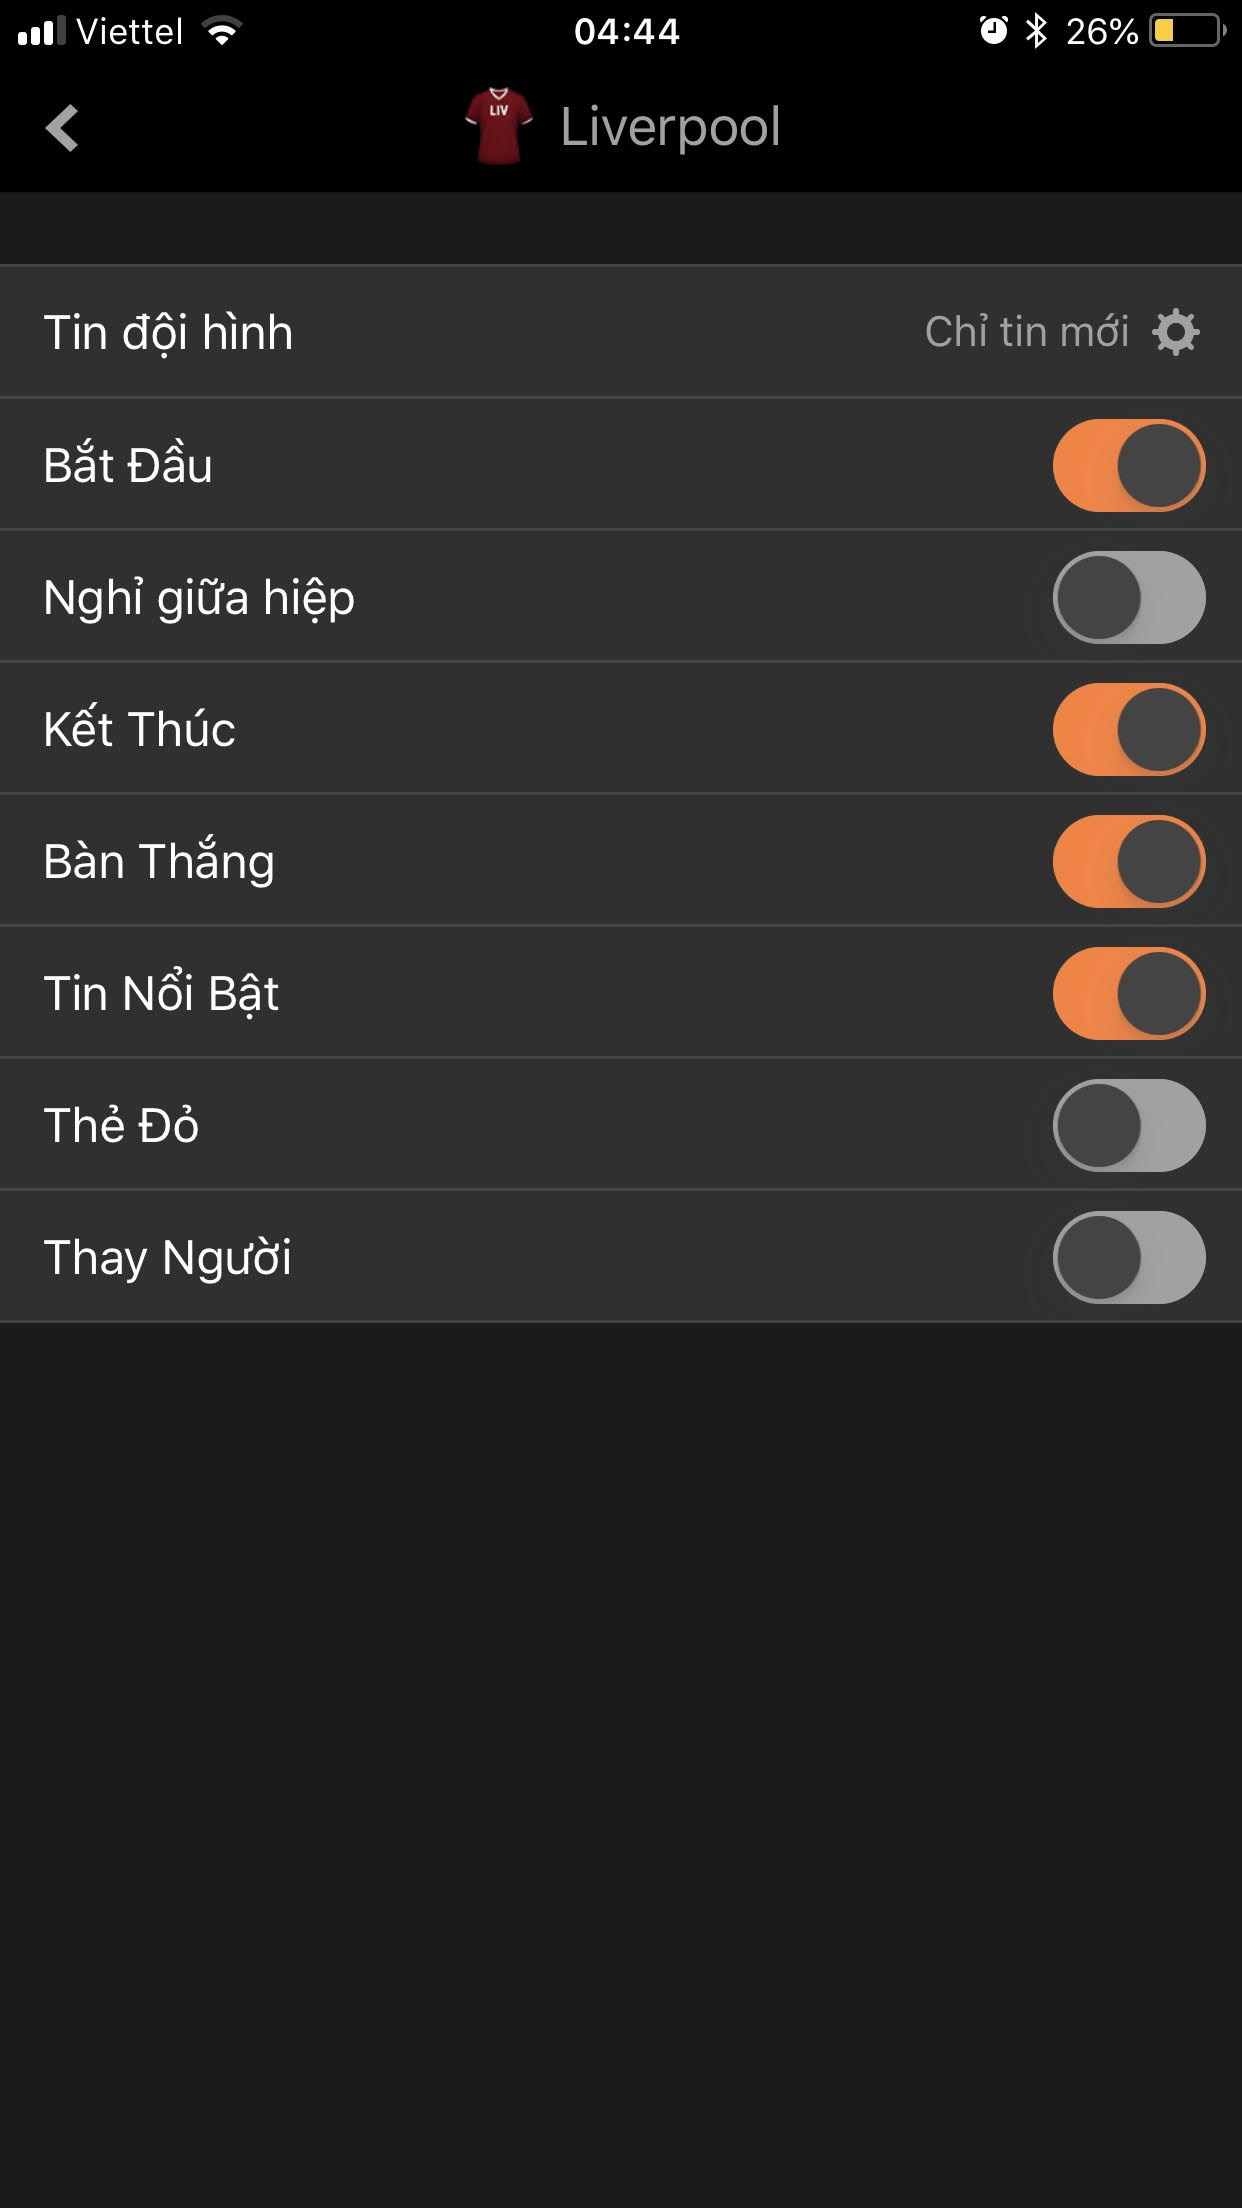 Viettel 04:44 26%
LIV Liverpool
Tin đội hình Chỉ tin mới
Bắt Đầu
Nghỉ giữa hiệp
Kết Thúc
Bàn Thắng
Tin Nổi Bật
Thẻ Đỏ
Thay Người